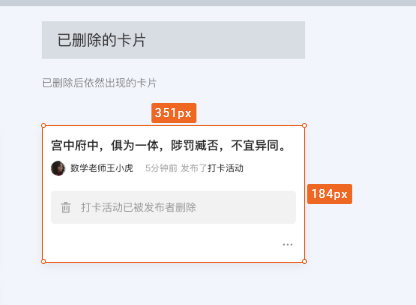 已删除的卡片
已删除后依然出现的卡片
351px
宫中府中，俱为一体，陟罚臧否，不宜异同。
数学老师王小虎 5分钟前 发布了打卡活动
184px
打卡活动已被发布者删除